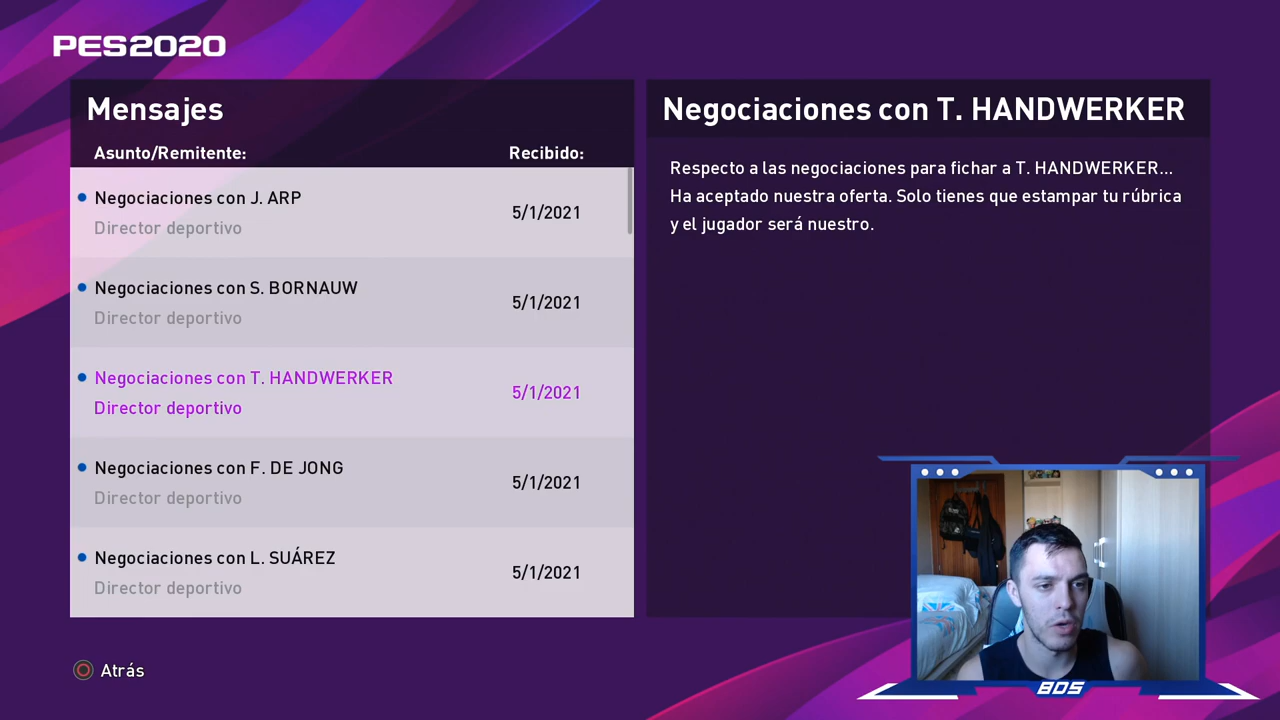 PES2020
Mensajes
Asunto/Remitente: Recibido:
Negociaciones con J. ARP
Director deportivo
5/1/2021
Negociaciones con S. BORNAUW
Director deportivo
5/1/2021
Negociaciones con T. HANDWERKER
Director deportivo
5/1/2021
Negociaciones con F. DE JONG
Director deportivo
5/1/2021
Negociaciones con L. SUÁREZ
Director deportivo
5/1/2021
Negociaciones con T. HANDWERKER
Respecto a las negociaciones para fichar a T. HANDWERKER...
Ha aceptado nuestra oferta. Solo tienes que estampar tu rúbrica
y el jugador será nuestro.
Atrás
BDS